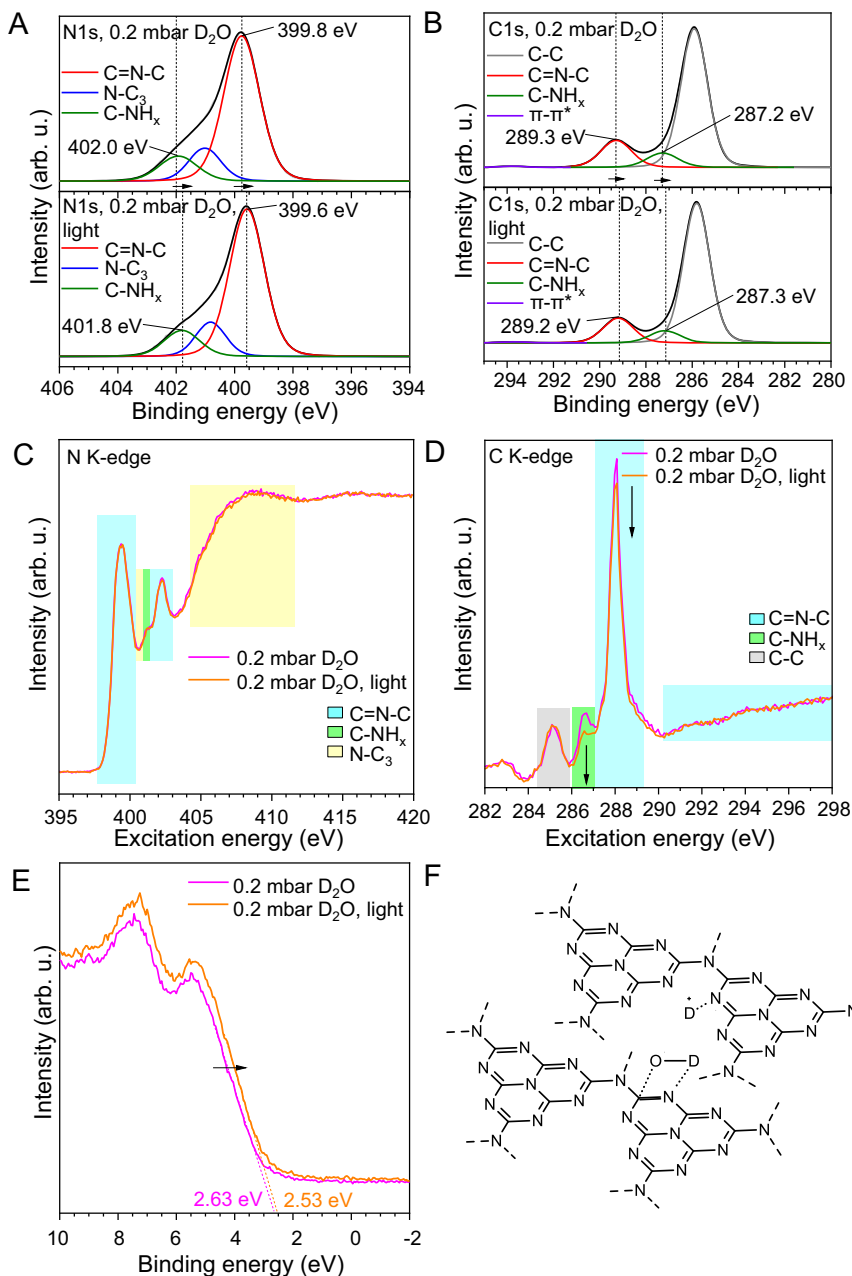 A
N1s, 0.2 mbar D₂O
399.8 eV
C=N-C
N-C₃
C-NHₓ
402.0 eV
N1s, 0.2 mbar D₂O,
light
399.6 eV
C=N-C
N-C₃
C-NHₓ
401.8 eV
Intensity (arb. u.)
406 404 402 400 398 396 394
Binding energy (eV)
B
C1s, 0.2 mbar D₂O
C-C
C=N-C
C-NHₓ
π-π*
287.2 eV
289.3 eV
C1s, 0.2 mbar D₂O,
light
C-C
C=N-C
C-NHₓ
π-π*
287.3 eV
289.2 eV
Intensity (arb. u.)
294 292 290 288 286 284 282 280
Binding energy (eV)
C
N K-edge
0.2 mbar D₂O
0.2 mbar D₂O, light
C=N-C
C-NHₓ
N-C₃
Intensity (arb. u.)
395 400 405 410 415 420
Excitation energy (eV)
D
C K-edge
0.2 mbar D₂O
0.2 mbar D₂O, light
C=N-C
C-NHₓ
C-C
Intensity (arb. u.)
282 284 286 288 290 292 294 296 298
Excitation energy (eV)
E
0.2 mbar D₂O
0.2 mbar D₂O, light
2.63 eV
2.53 eV
Intensity (arb. u.)
10 8 6 4 2 0 -2
Binding energy (eV)
F
N
N N
N N N
N N N N
D⁺ N N N N
N N N
N N
N O D N
N N N N N
N N N N N N
N N N N N
N N N
N